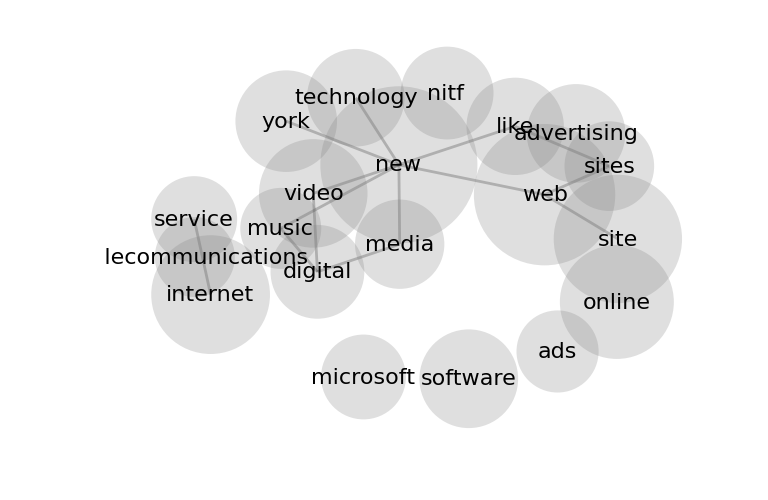 nitf
technology
york
like
advertising
new
sites
video
web
service
music
media
site
lecommunications
digital
internet
online
ads
microsoft
software